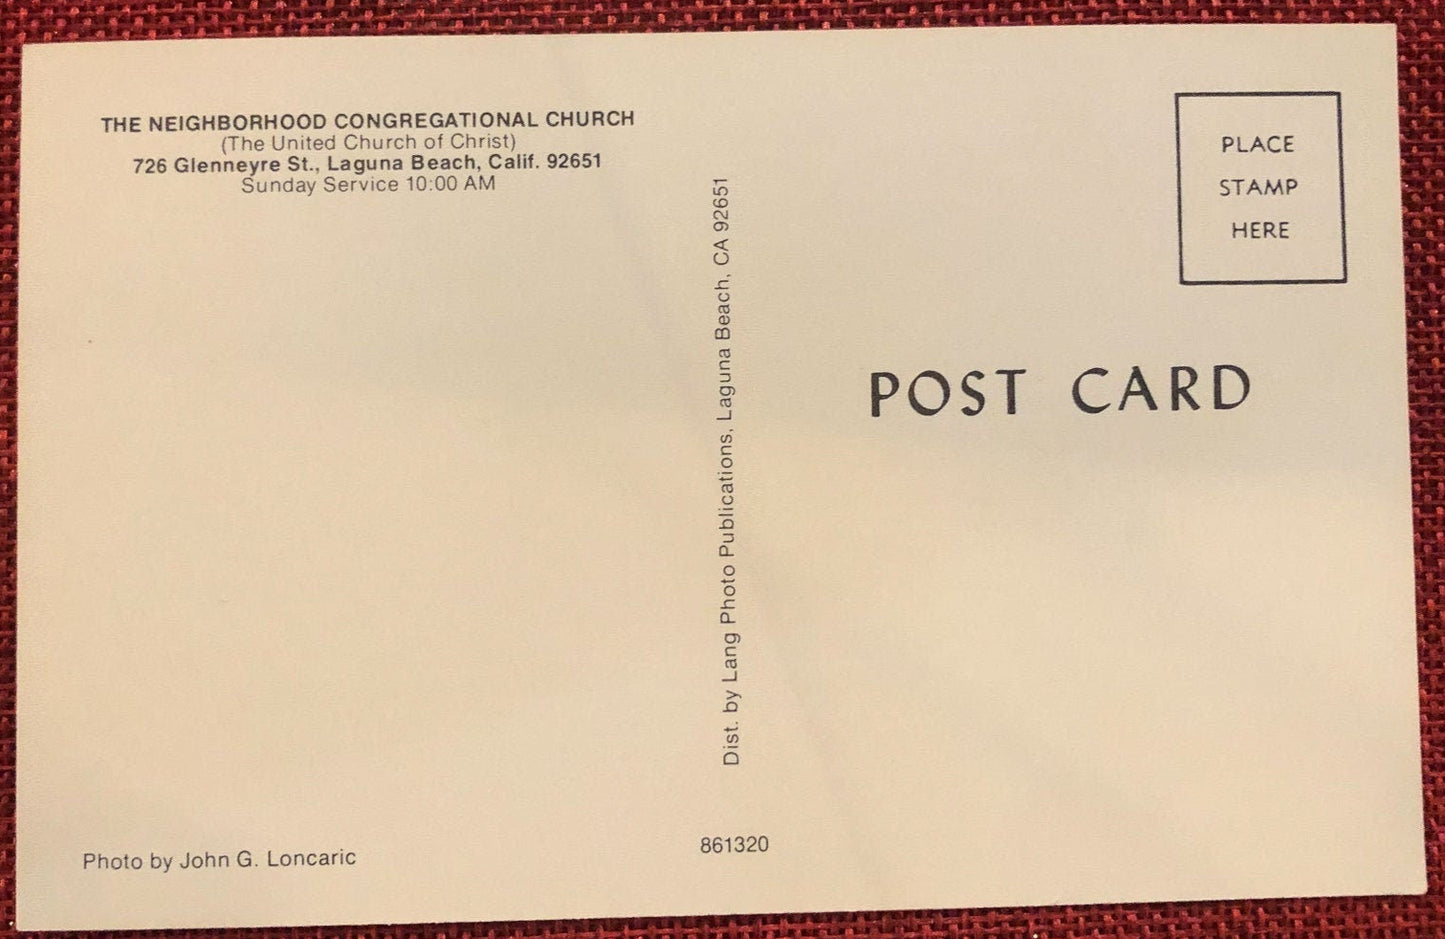 THE NEIGHBORHOOD CONGREGATIONAL CHURCH
(The United Church of Christ)
726 Glenneyre St., Laguna Beach, Calif. 92651
Sunday Service 10:00 AM
Photo by John G. Loncaric
Dist. by Lang Photo Publications, Laguna Beach, CA 92651
861320
PLACE
STAMP
HERE
POST CARD